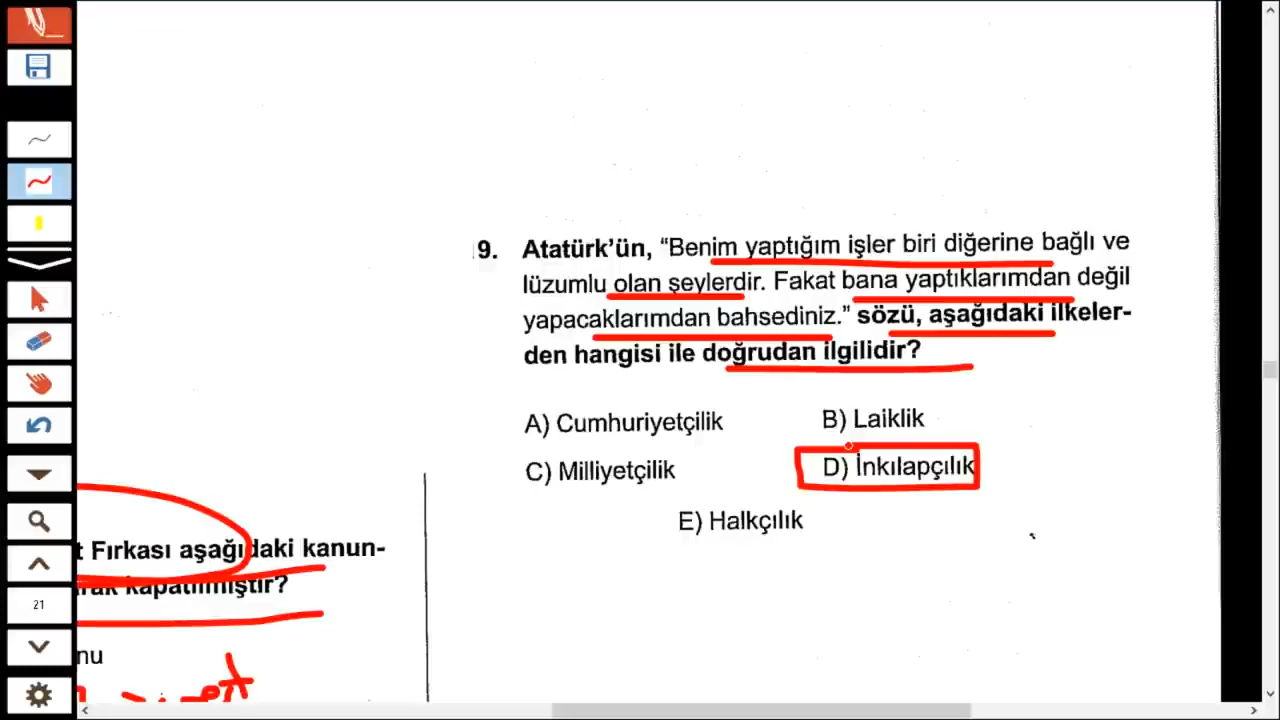 9. Atatürk'ün, “Benim yaptığım işler biri diğerine bağlı ve
lüzumlu olan şeylerdir. Fakat bana yaptıklarımdan değil
yapacaklarımdan bahsediniz.” sözü, aşağıdaki ilkeler-
den hangisi ile doğrudan ilgilidir?
A) Cumhuriyetçilik B) Laiklik
C) Milliyetçilik D) İnkılapçılık
E) Halkçılık
t Fırkası aşağıdaki kanun-
arak kapatılmıştır?
nu
21